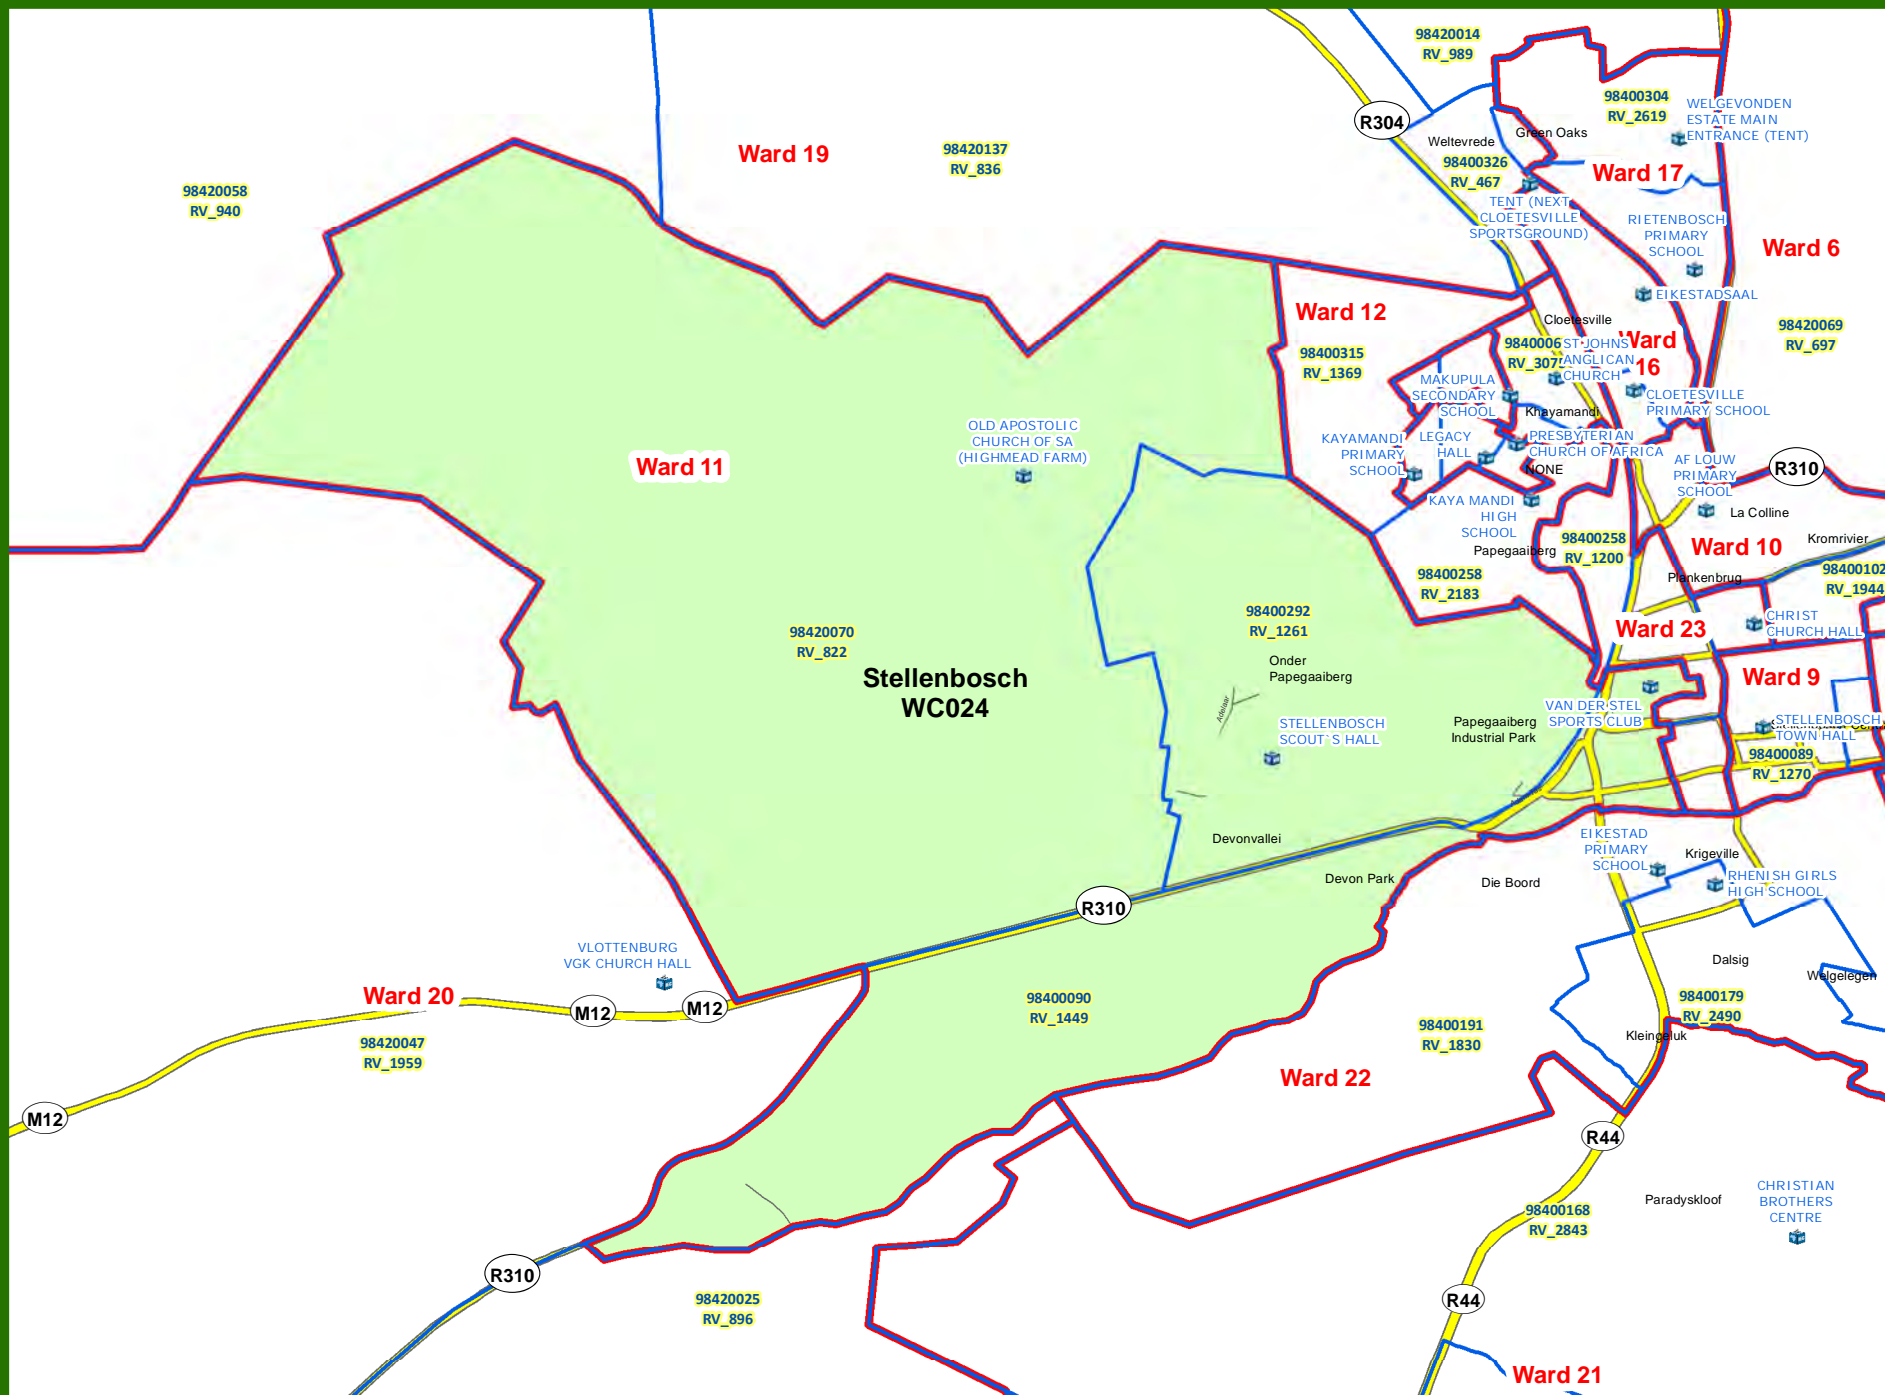 98420014
RV_989
98400304
RV_2619
WELGEVONDEN
ESTATE MAIN
ENTRANCE (TENT)
R304
Weltevrede
Green Oaks
Ward 19
98420137
RV_836
98400326
RV_467
Ward 17
98420058
RV_940
TENT (NEXT
CLOETESVILLE
SPORTSGROUND)
RIETENBOSCH
PRIMARY
SCHOOL
Ward 6
EIKESTADSAAL
Ward 12
Cloetesville
98420069
RV_697
98400315
RV_1369
9840006
RV_307
ST JOHNS
ANGLICAN
CHURCH
Ward
16
MAKUPULA
SECONDARY
SCHOOL
CLOETESVILLE
PRIMARY SCHOOL
Khayamandi
OLD APOSTOLIC
CHURCH OF SA
(HIGHMEAD FARM)
KAYAMANDI
PRIMARY
SCHOOL
LEGACY
HALL
PRESBYTERIAN
CHURCH OF AFRICA
NONE
Ward 11
AF LOUW
PRIMARY
SCHOOL
R310
KAYA MANDI
HIGH
SCHOOL
La Colline
Papegaaiberg
98400258
RV_1200
Ward 10
Kromrivier
98400258
RV_2183
Plankenbrug
98400102
RV_1944
98400292
RV_1261
98420070
RV_822
Ward 23
CHRIST
CHURCH HALL
Stellenbosch
WC024
Onder
Papegaaiberg
Ward 9
Adelaar
VAN DER STEL
SPORTS CLUB
Papegaaiberg
Industrial Park
STELLENBOSCH
SCOUT`S HALL
STELLENBOSCH
TOWN HALL
98400089
RV_1270
Devonvallei
EIKESTAD
PRIMARY
SCHOOL
Krigeville
Devon Park
Die Boord
RHENISH GIRLS
HIGH SCHOOL
R310
VLOTTENBURG
VGK CHURCH HALL
Dalsig
Welgelegen
Ward 20
M12
M12
98400090
RV_1449
98400179
RV_2490
98400191
RV_1830
Kleingeluk
98420047
RV_1959
Ward 22
M12
R44
CHRISTIAN
BROTHERS
CENTRE
Paradyskloof
98400168
RV_2843
R310
98420025
RV_896
R44
Ward 21